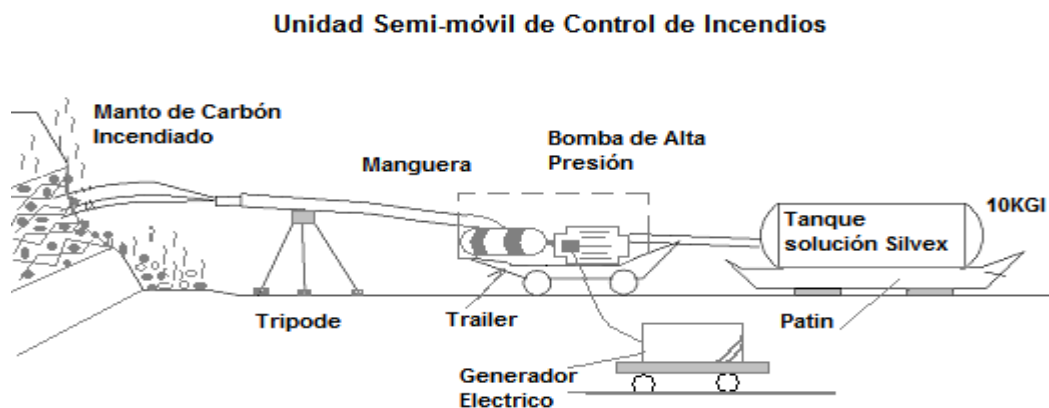 Unidad Semi-móvil de Control de Incendios
Manto de Carbón
Incendiado
Manguera
Bomba de Alta
Presión
10KGl
Tanque
solución Silvex
Tripode
Trailer
Patin
Generador
Electrico